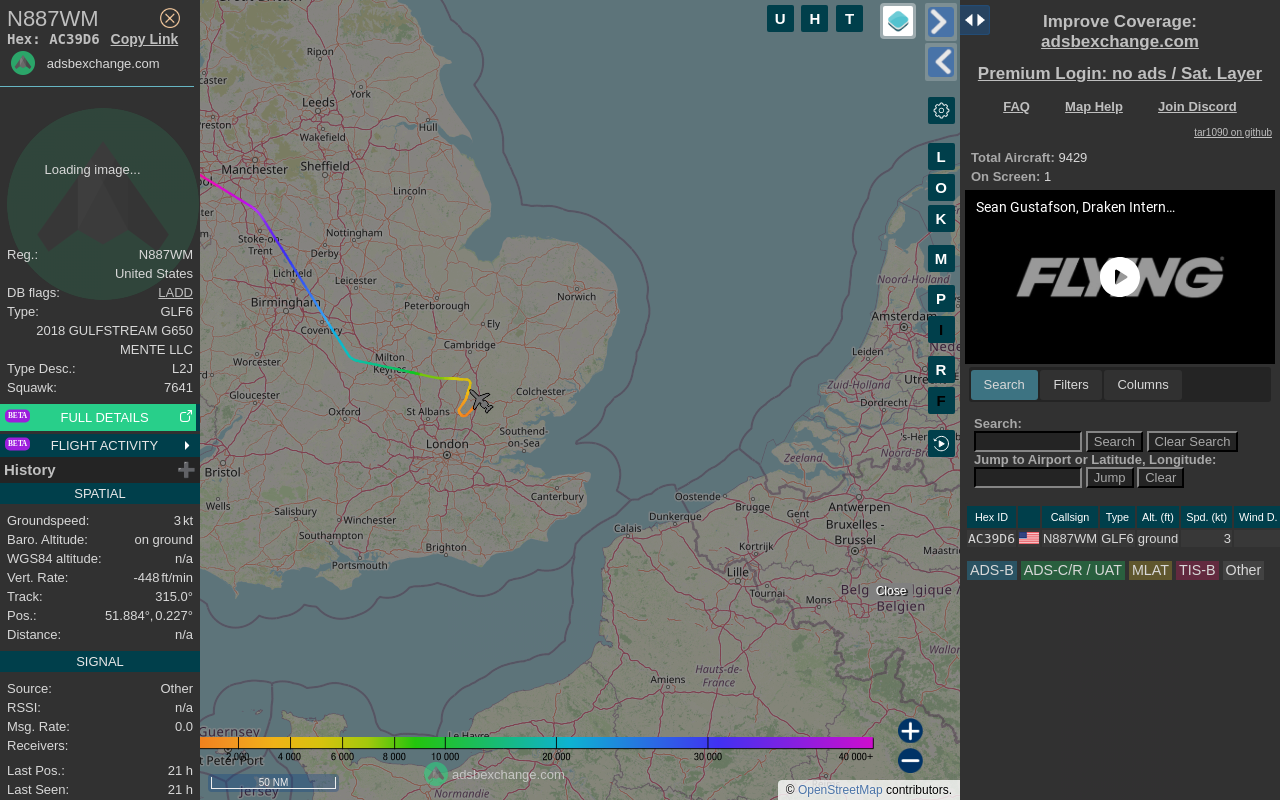 N887WM
Hex: AC39D6 Copy Link
adsbexchange.com
Loading image...
Reg.: N887WM
United States
DB flags: LADD
Type: GLF6
2018 GULFSTREAM G650
MENTE LLC
Type Desc.: L2J
Squawk: 7641
BETA FULL DETAILS
BETA FLIGHT ACTIVITY
History
SPATIAL
Groundspeed: 3 kt
Baro. Altitude: on ground
WGS84 altitude: n/a
Vert. Rate: -448 ft/min
Track: 315.0°
Pos.: 51.884°, 0.227°
Distance: n/a
SIGNAL
Source: Other
RSSI: n/a
Msg. Rate: 0.0
Receivers:
Last Pos.: 21 h
Last Seen: 21 h
U H T
L
O
K
M
P
I
R
F
Ripon
York
Leeds
Hull
Preston
Wakefield
Manchester
Sheffield
Lincoln
Stoke-on-
Trent
Nottingham
Derby
Lichfield
Leicester
Norwich
Birmingham
Peterborough
Coventry
Ely
Cambridge
Worcester
Milton
Keynes
Gloucester
Oxford
St Albans
Colchester
London
Southend-
on-Sea
Bristol
Wells
Salisbury
Winchester
Canterbury
Southampton
Portsmouth
Brighton
Noord-Holland
Amsterdam
Leiden
Zuid-Holland
Dordrecht
Zeeland
Oostende
Brugge
Antwerpen
Gent
Dunkerque
Calais
Bruxelles -
Brussel
Kortrijk
Lille
Tournai
Mons
Belgien
Close
Hauts-de-
France
Amiens
Guernsey
Le Havre
t Peter Port
Jersey
Normandie
2 000 4 000 6 000 8 000 10 000 20 000 30 000 40 000+
50 NM
adsbexchange.com
© OpenStreetMap contributors.
Improve Coverage:
adsbexchange.com
Premium Login: no ads / Sat. Layer
FAQ Map Help Join Discord
tar1090 on github
Total Aircraft: 9429
On Screen: 1
Sean Gustafson, Draken Intern...
FLYING
Search Filters Columns
Search:
Search Clear Search
Jump to Airport or Latitude, Longitude:
Jump Clear
Hex ID Callsign Type Alt. (ft) Spd. (kt) Wind D.
AC39D6 N887WM GLF6 ground 3
ADS-B ADS-C/R / UAT MLAT TIS-B Other